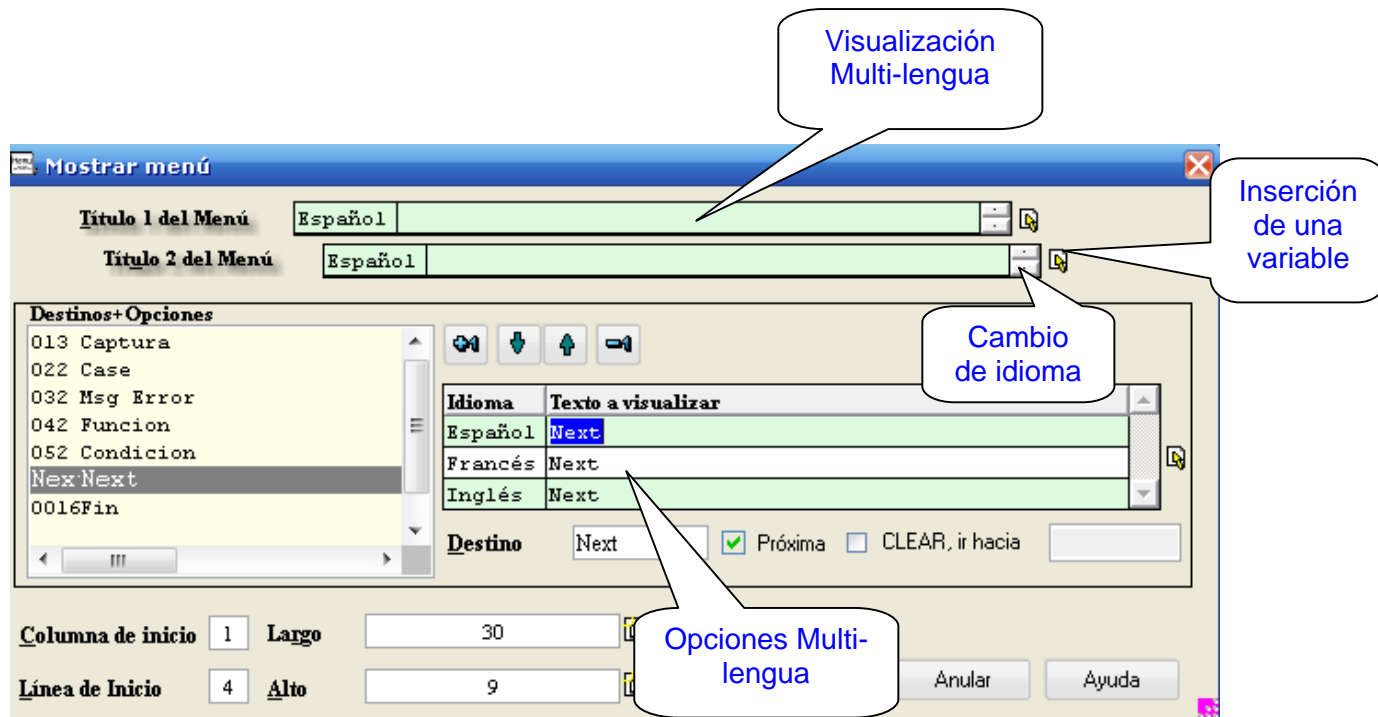 Visualización
Multi-lengua
Mostrar menú
Inserción
de una
variable
Título 1 del Menú Español
Título 2 del Menú Español
Cambio
de idioma
Destinos+Opciones
013 Captura
022 Case
032 Msg Error
042 Funcion
052 Condicion
Nex Next
0016Fin
Idioma Texto a visualizar
Español Next
Francés Next
Inglés Next
Destino Next Próxima CLEAR, ir hacia
Opciones Multi-
lengua
Columna de inicio 1 Largo 30
Línea de Inicio 4 Alto 9
Anular Ayuda